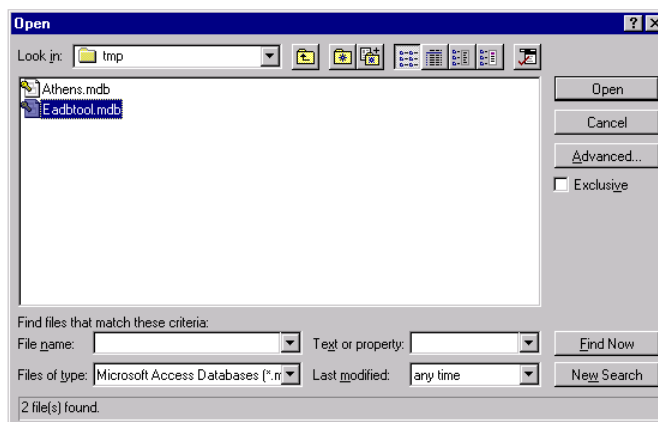 Open
Look in: tmp
Athens.mdb
Eadbtool.mdb
Open
Cancel
Advanced...
Exclusive
Find files that match these criteria:
File name: Text or property: Find Now
Files of type: Microsoft Access Databases (*.m Last modified: any time New Search
2 file(s) found.